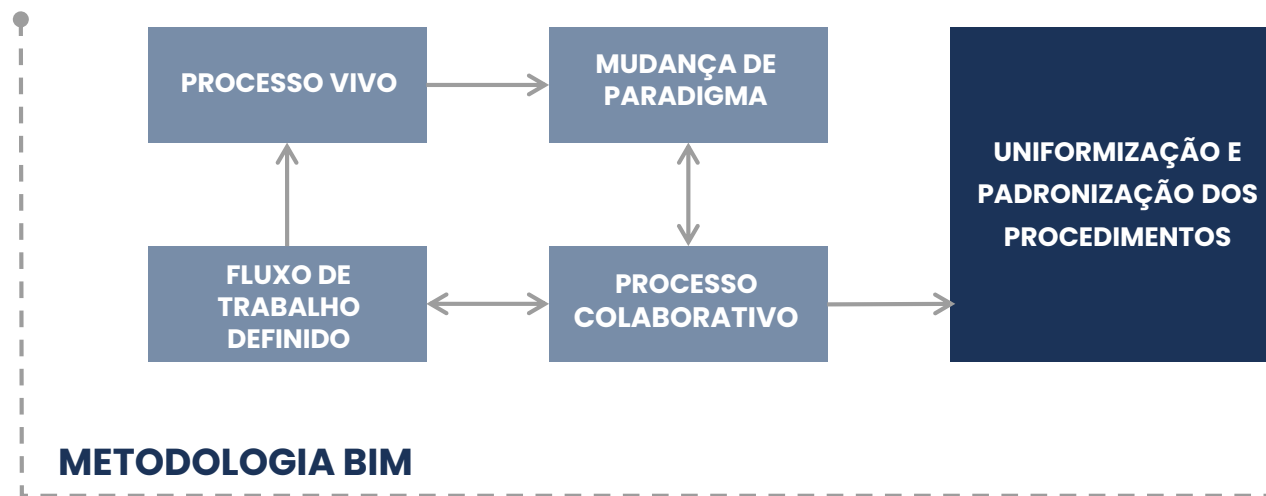 PROCESSO VIVO
MUDANÇA DE
PARADIGMA
UNIFORMIZAÇÃO E
PADRONIZAÇÃO DOS
PROCEDIMENTOS
FLUXO DE
TRABALHO
DEFINIDO
PROCESSO
COLABORATIVO
METODOLOGIA BIM